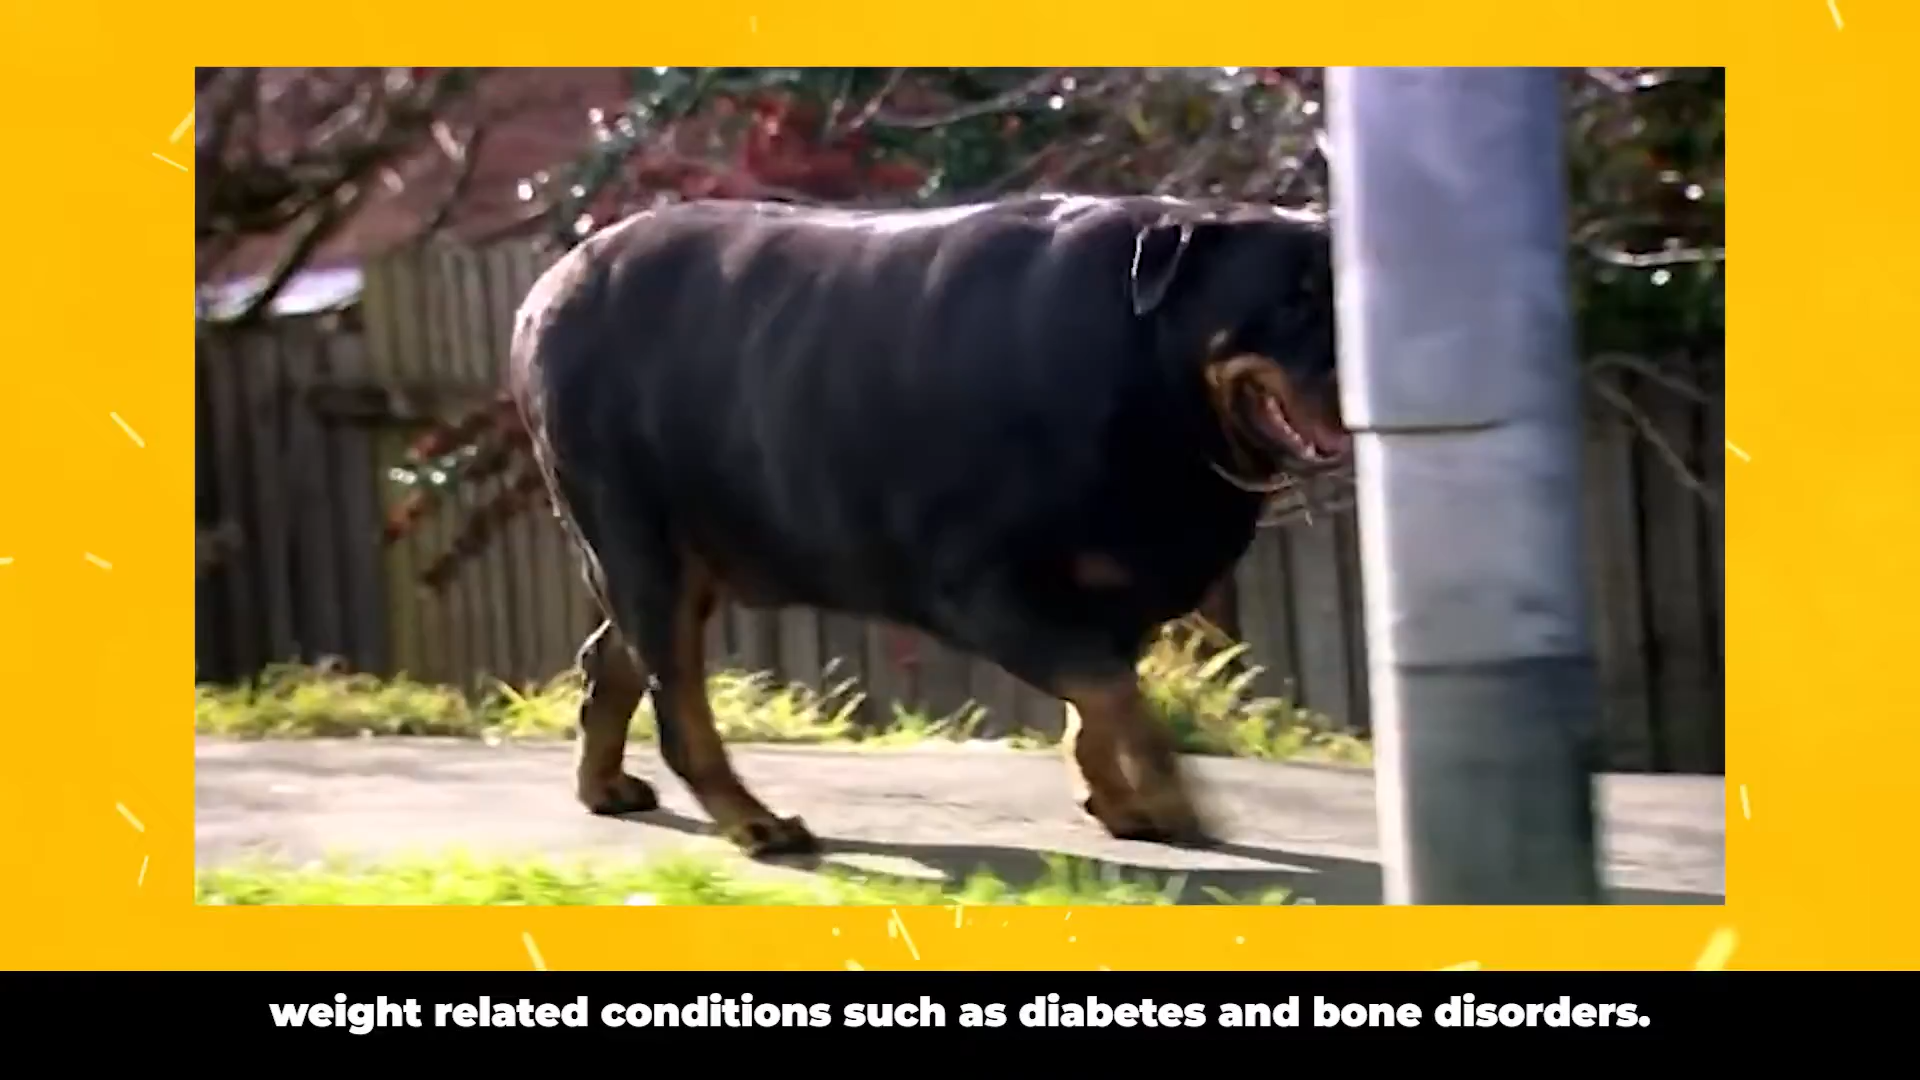 weight related conditions such as diabetes and bone disorders.